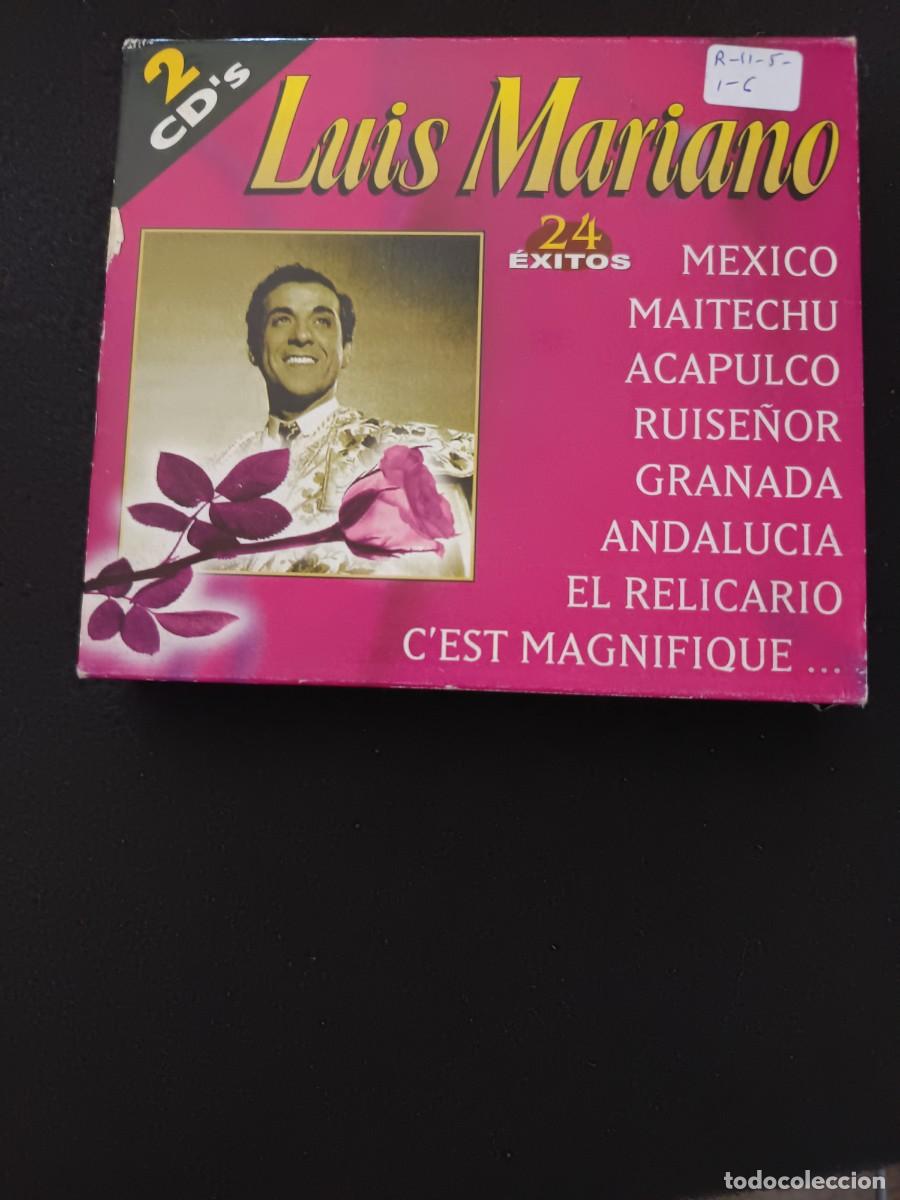 2
CD's
R-11-5-
1-6
Luis Mariano
24
ÉXITOS
MEXICO
MAITECHU
ACAPULCO
RUISEÑOR
GRANADA
ANDALUCIA
EL RELICARIO
C'EST MAGNIFIQUE ...
todocoleccion